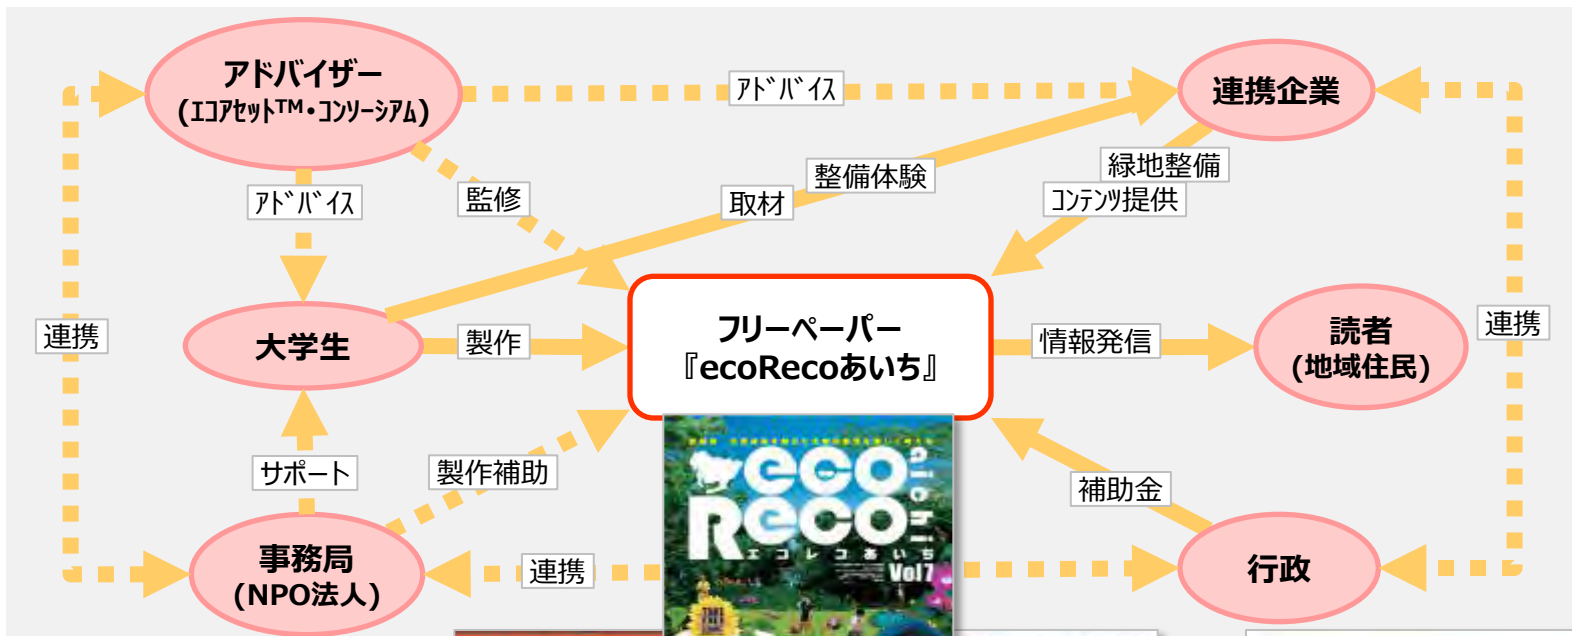 アドバイザー
(ｴｺｱｾｯﾄ™・ｺﾝｿｰｼｱﾑ)
ｱﾄﾞﾊﾞｲｽ
連携企業
整備体験
取材
緑地整備
ｺﾝﾃﾝﾂ提供
ｱﾄﾞﾊﾞｲｽ
監修
連携
大学生
製作
フリーペーパー
『ecoRecoあいち』
情報発信
読者
(地域住民)
連携
サポート
製作補助
補助金
事務局
(NPO法人)
連携
行政
eco
aichi
Reco
エコレコあいち
Vol7